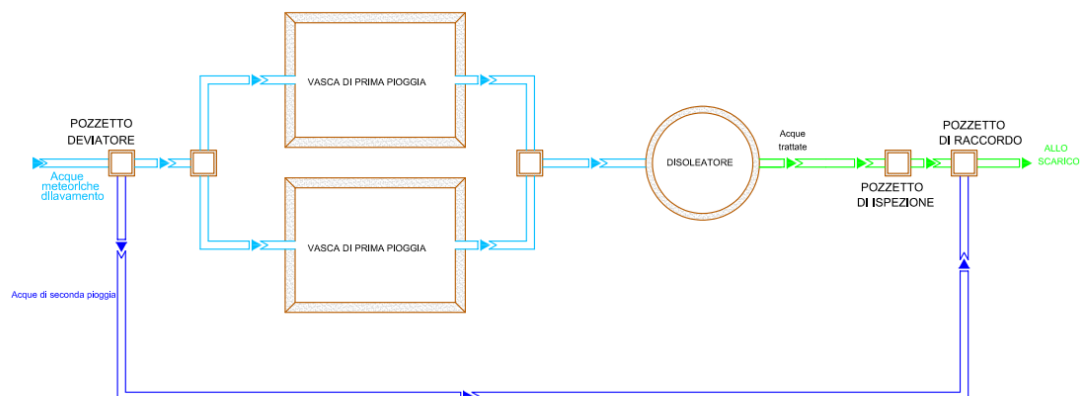 VASCA DI PRIMA PIOGGIA
POZZETTO
DEVIATORE
Acque
meteoriche
dilavamento
DISOLEATORE
Acque
trattate
POZZETTO
DI RACCORDO
ALLO
SCARICO
POZZETTO
DI ISPEZIONE
VASCA DI PRIMA PIOGGIA
Acque di seconda pioggia